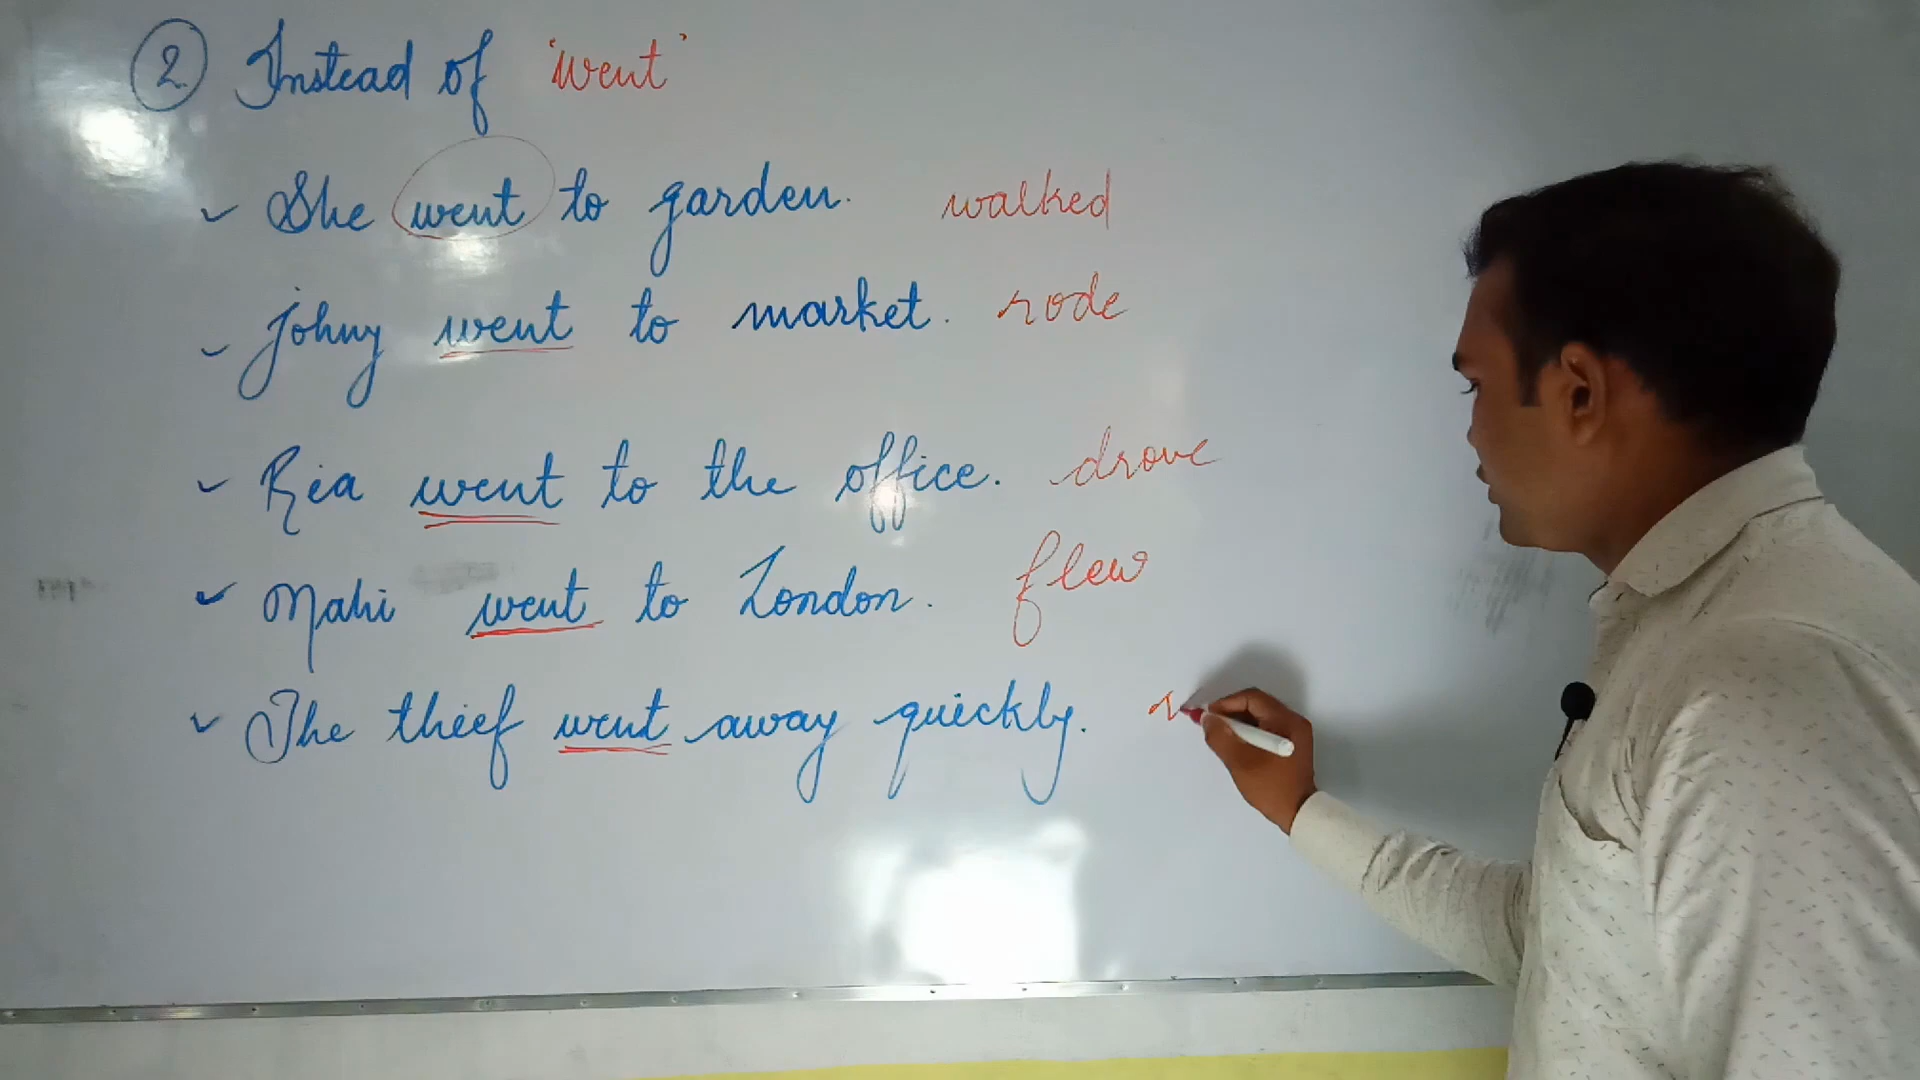 2 Instead of 'went'
She went to garden. walked
Johny went to market. rode
Ria went to the office. drove
Mahi went to London. flew
The thief went away quickly. r